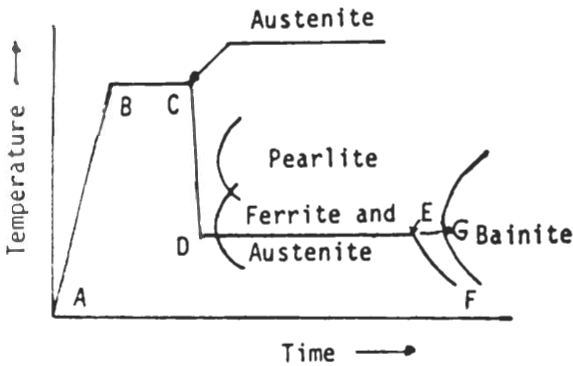 Austenite
B
C
Pearlite
Ferrite and
E
G
Bainite
D
Austenite
A
F
Temperature
Time